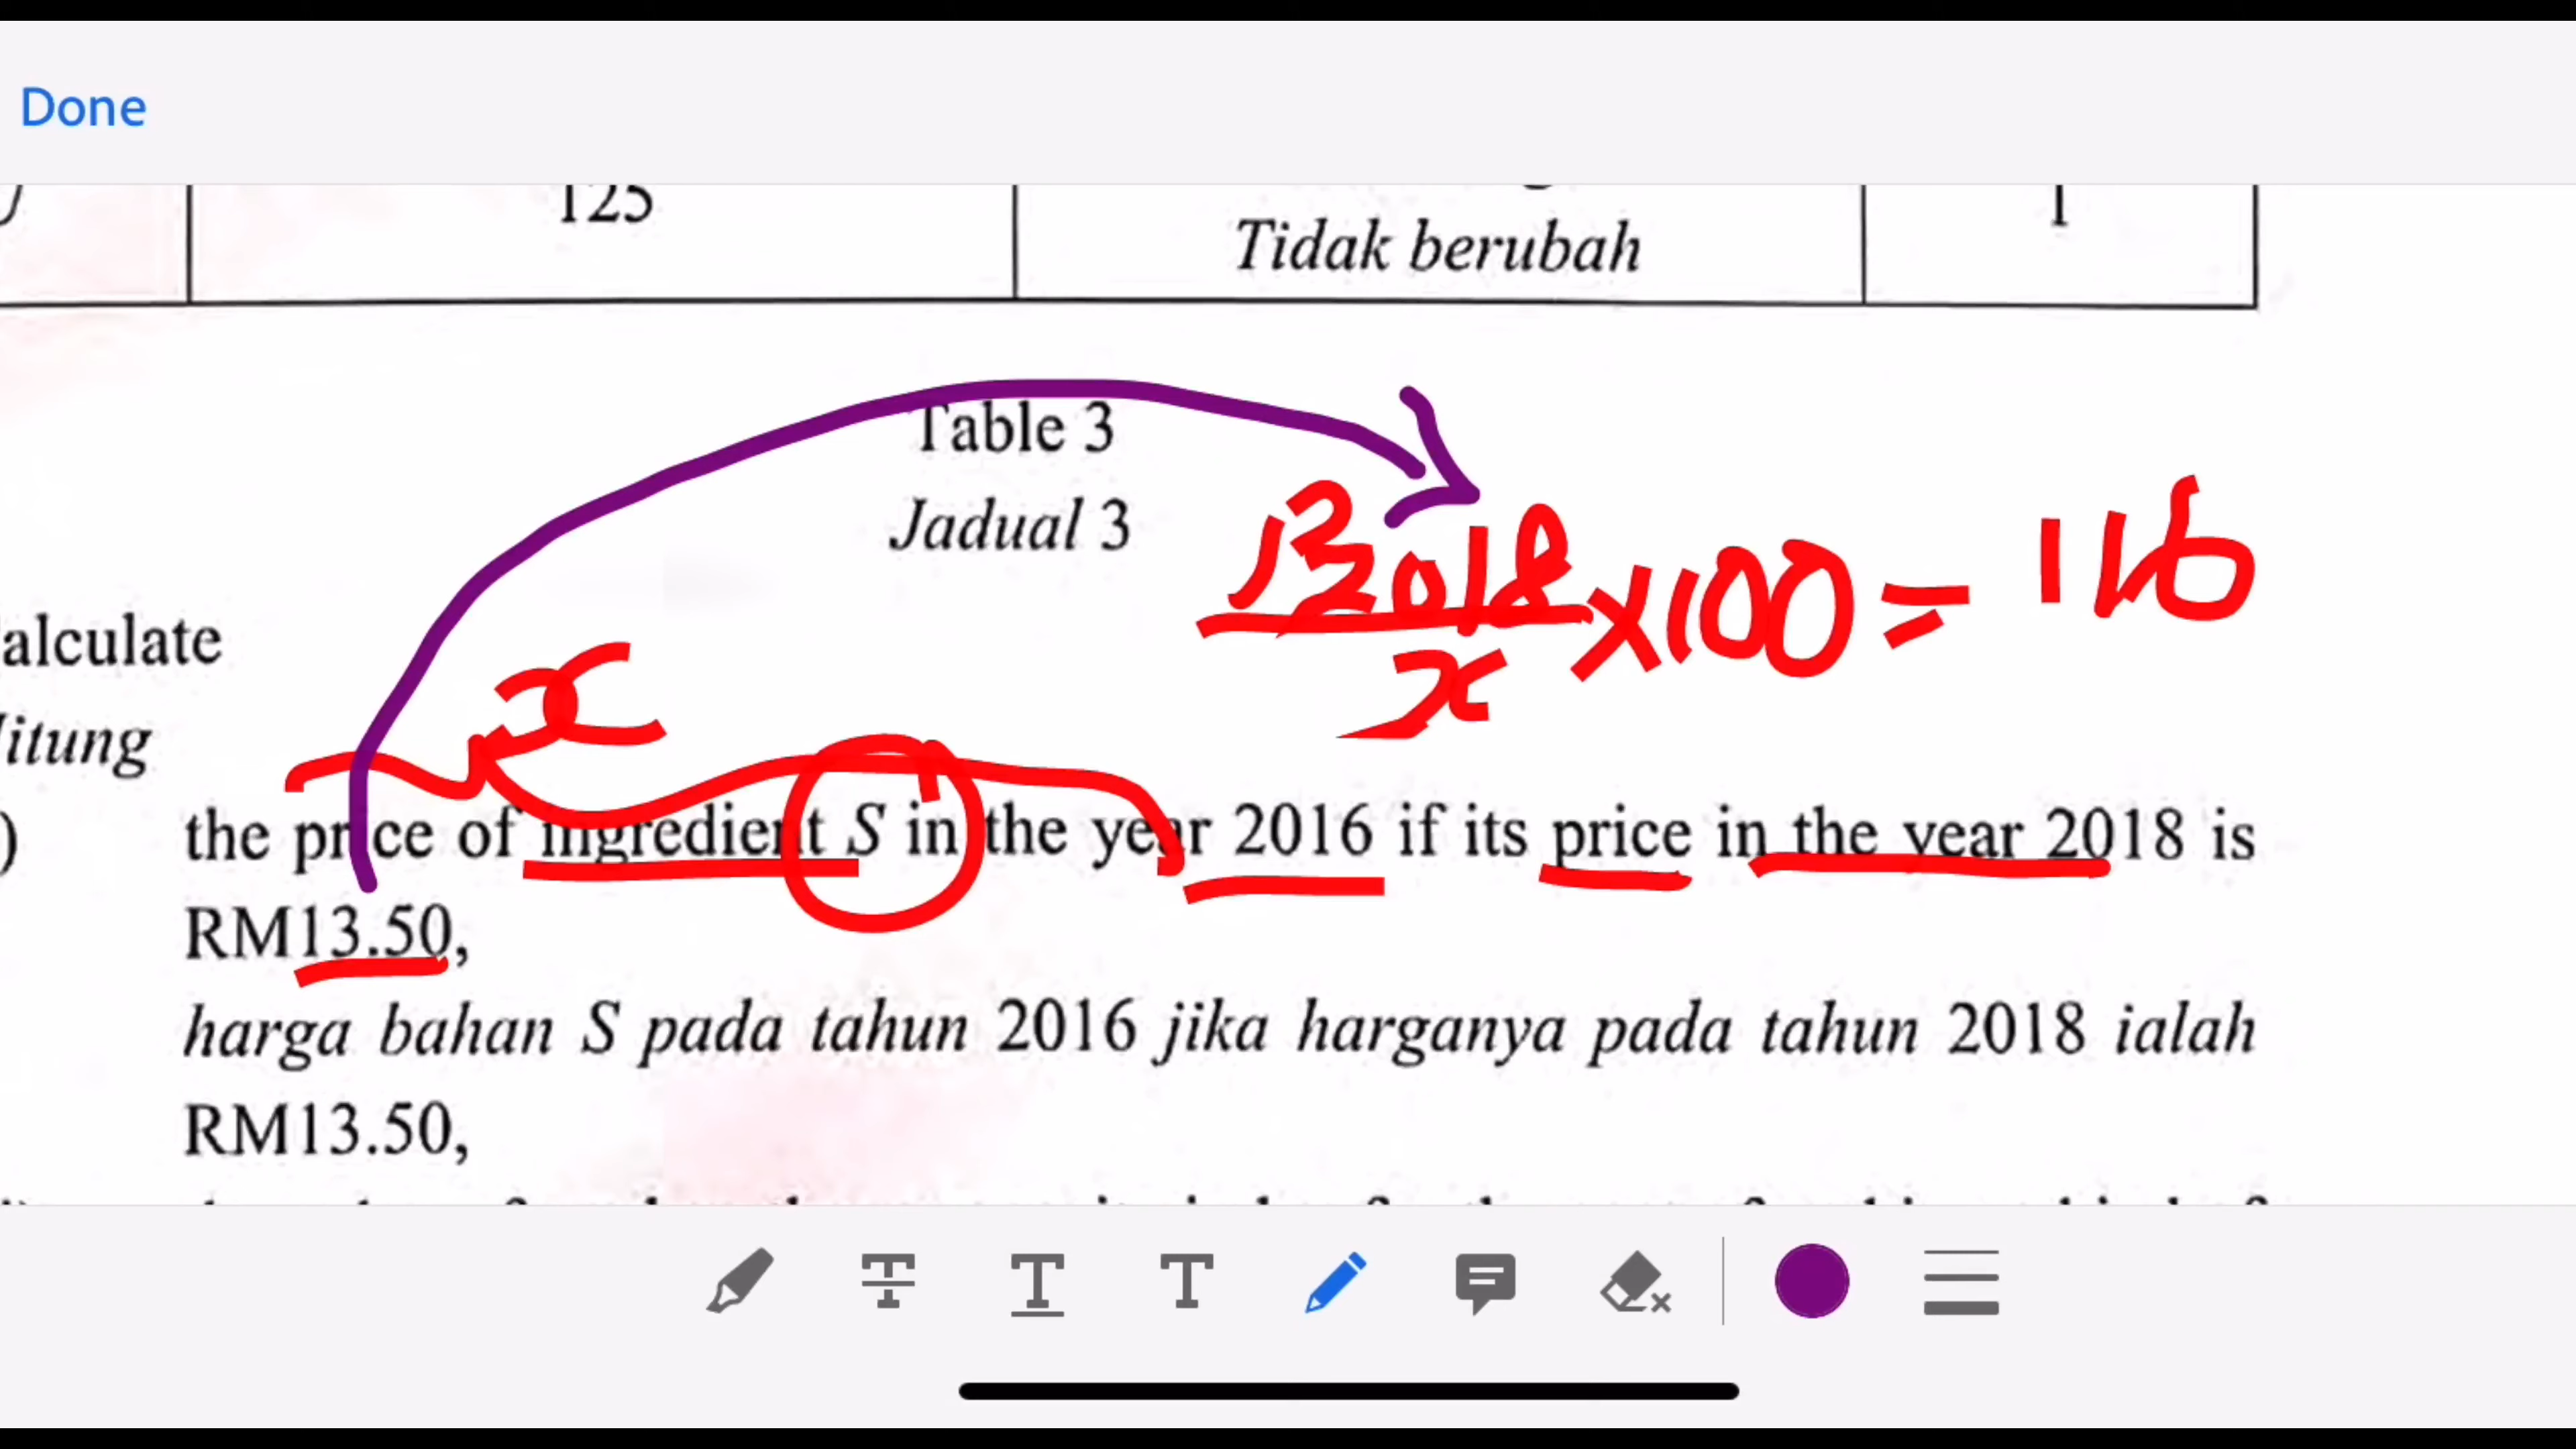 Done
125
Tidak berubah
1
Table 3
Jadual 3
P2018
x
×100 = 116
alculate
x
itung
) the price of ingredient S in the year 2016 if its price in the year 2018 is
RM13.50,
harga bahan S pada tahun 2016 jika harganya pada tahun 2018 ialah
RM13.50,